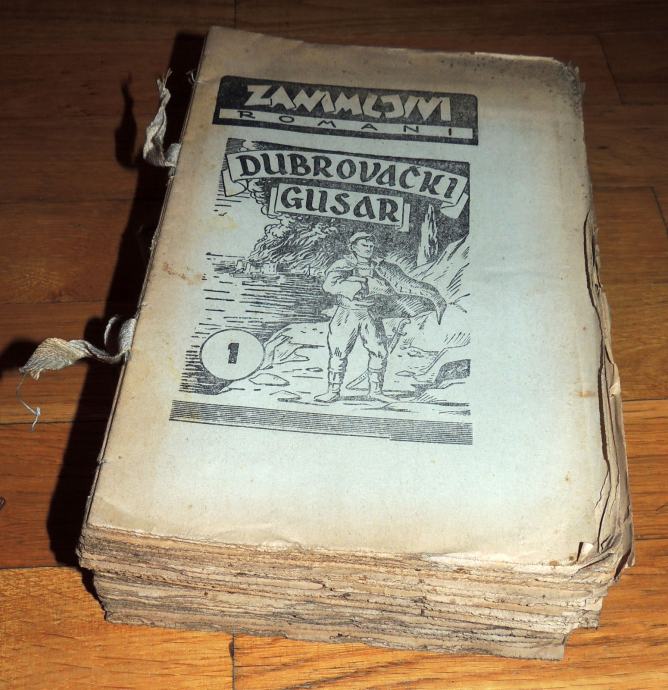 ZANIMLJIVI
ROMANI
DUBROVAČKI
GUSAR
1